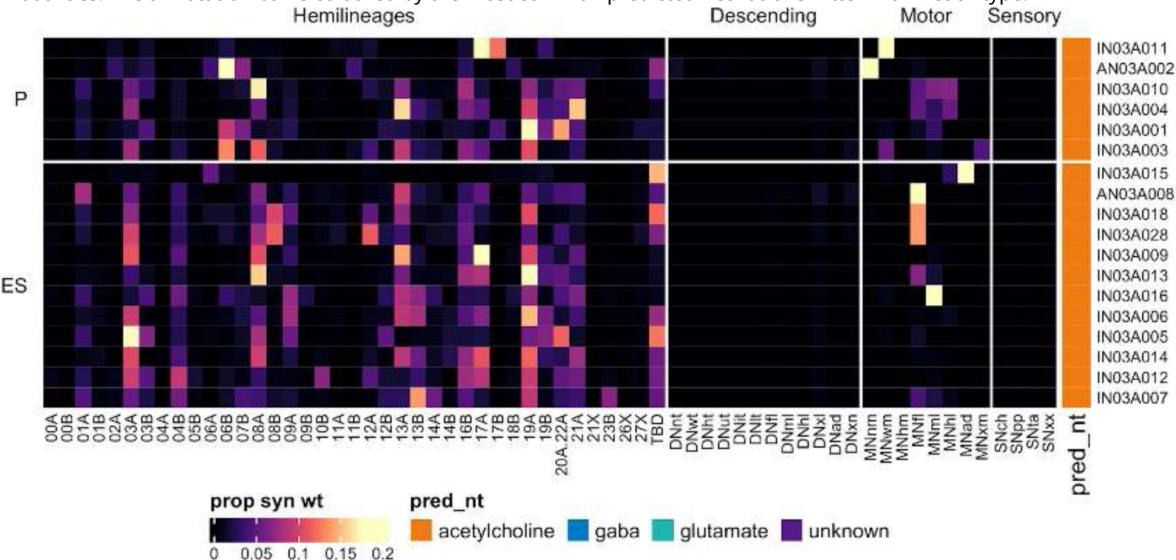 Hemilineages Descending Motor Sensory
P
ES
IN03A011
AN03A002
IN03A010
IN03A004
IN03A001
IN03A003
IN03A015
AN03A008
IN03A018
IN03A028
IN03A009
IN03A013
IN03A016
IN03A006
IN03A005
IN03A014
IN03A012
IN03A007
00A 00B 01A 01B 02A 03A 03B 04A 04B 05B 06A 06B 07B 08A 08B 09A 09B 10B 11A 11B 12A 12B 13A 13B 14A 14B 16B 17A 17B 18B 19A 19B 20A.22A 21A 21X 23B 26X 27X TBD DNnt DNwt DNht DNut DNit DNlt DNfl DNml DNhl DNxl DNad DNxn MNnm MNwm MNhm MNfl MNml MNhl MNad MNxm SNch SNpp SNta SNxx pred_nt
prop syn wt pred_nt
acetylcholine gaba glutamate unknown
0 0.05 0.1 0.15 0.2